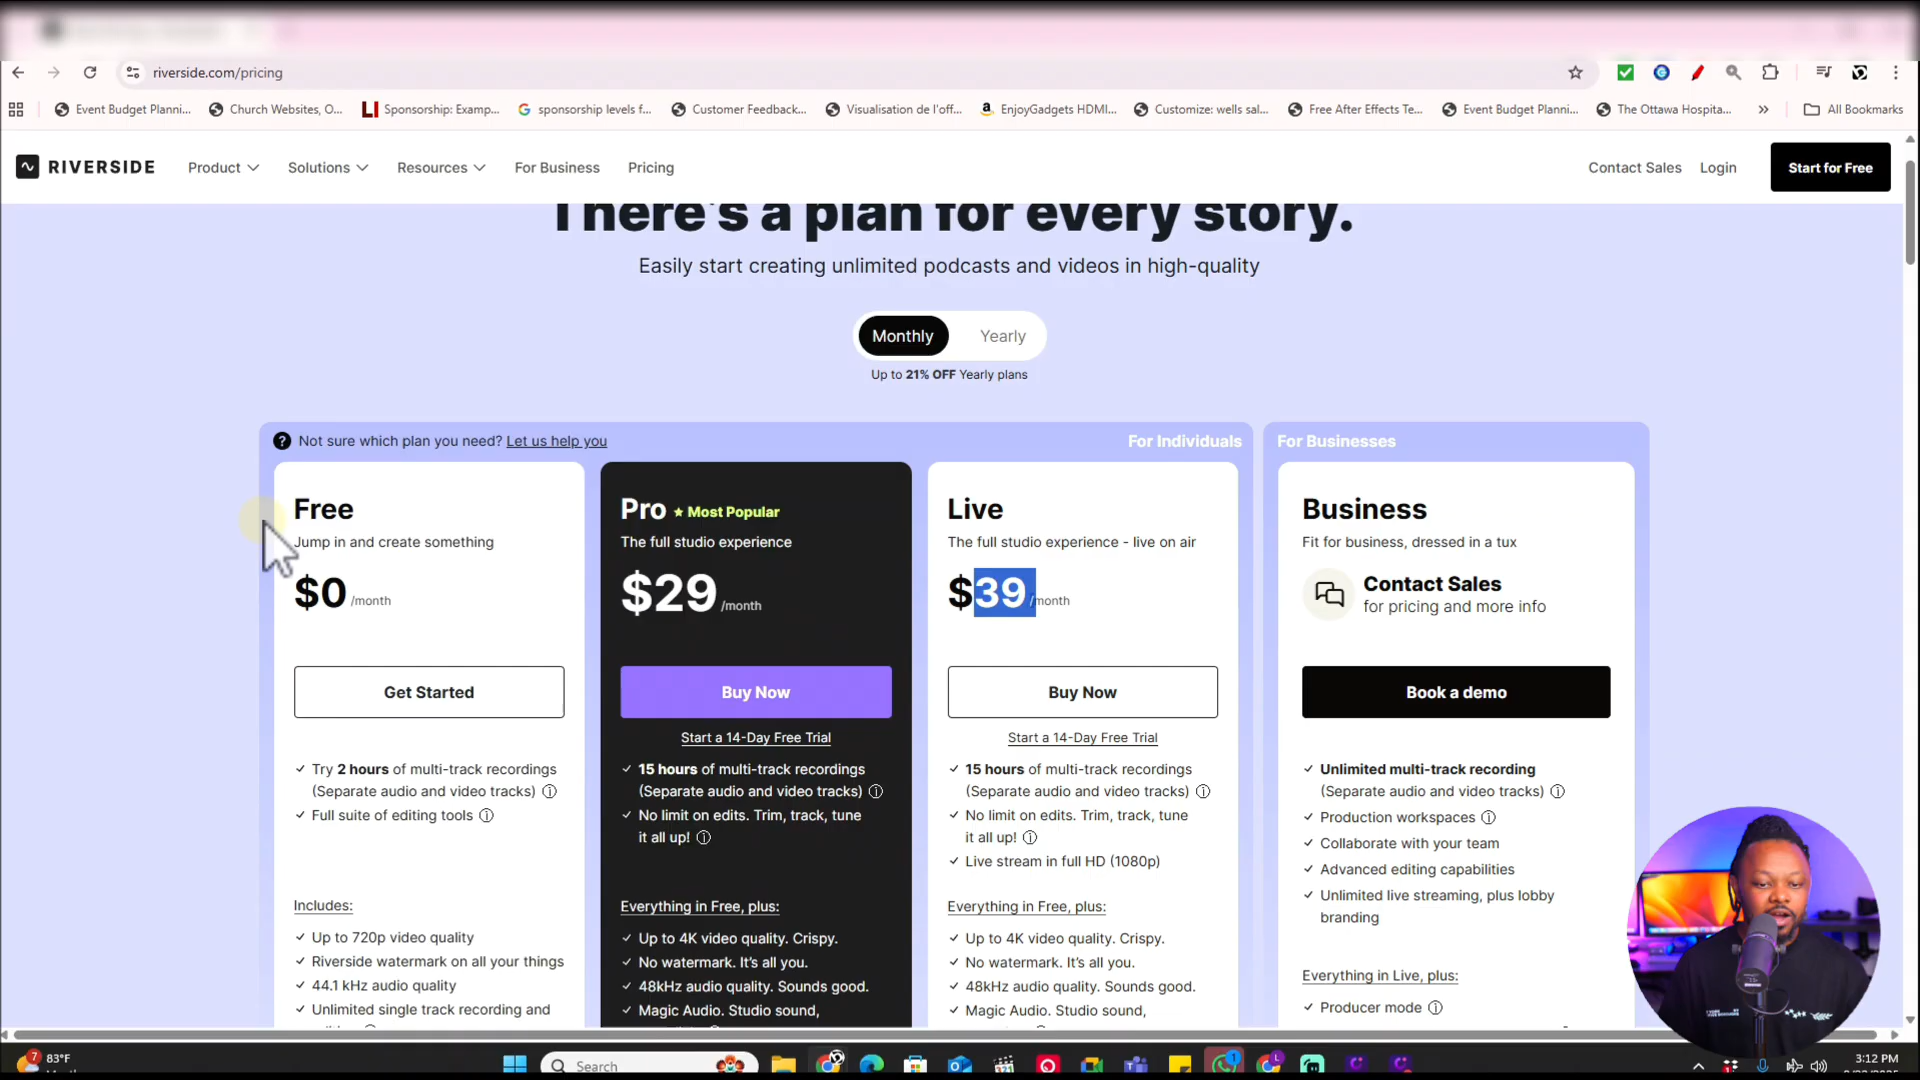 riverside.com/pricing
Event Budget Planni...
Church Websites, O...
Sponsorship: Examp...
sponsorship levels f...
Customer Feedback...
Visualisation de l'off...
EnjoyGadgets HDMI...
Customize: wells sal...
Free After Effects Te...
Event Budget Planni...
The Ottawa Hospita...
All Bookmarks
RIVERSIDE
Product
Solutions
Resources
For Business
Pricing
Contact Sales
Login
Start for Free
There's a plan for every story.
Easily start creating unlimited podcasts and videos in high-quality
Monthly
Yearly
Up to 21% OFF Yearly plans
Not sure which plan you need? Let us help you
For Individuals
For Businesses
Free
Jump in and create something
$0 /month
Get Started
Try 2 hours of multi-track recordings
(Separate audio and video tracks)
Full suite of editing tools
Includes:
Up to 720p video quality
Riverside watermark on all your things
44.1 kHz audio quality
Unlimited single track recording and
Pro ★ Most Popular
The full studio experience
$29 /month
Buy Now
Start a 14-Day Free Trial
15 hours of multi-track recordings
(Separate audio and video tracks)
No limit on edits. Trim, track, tune
it all up!
Everything in Free, plus:
Up to 4K video quality. Crispy.
No watermark. It's all you.
48kHz audio quality. Sounds good.
Magic Audio. Studio sound,
Live
The full studio experience - live on air
$39 /month
Buy Now
Start a 14-Day Free Trial
15 hours of multi-track recordings
(Separate audio and video tracks)
No limit on edits. Trim, track, tune
it all up!
Live stream in full HD (1080p)
Everything in Free, plus:
Up to 4K video quality. Crispy.
No watermark. It's all you.
48kHz audio quality. Sounds good.
Magic Audio. Studio sound,
Business
Fit for business, dressed in a tux
Contact Sales
for pricing and more info
Book a demo
Unlimited multi-track recording
(Separate audio and video tracks)
Production workspaces
Collaborate with your team
Advanced editing capabilities
Unlimited live streaming, plus lobby
branding
Everything in Live, plus:
Producer mode
7
83°F
Search
1
3:12 PM